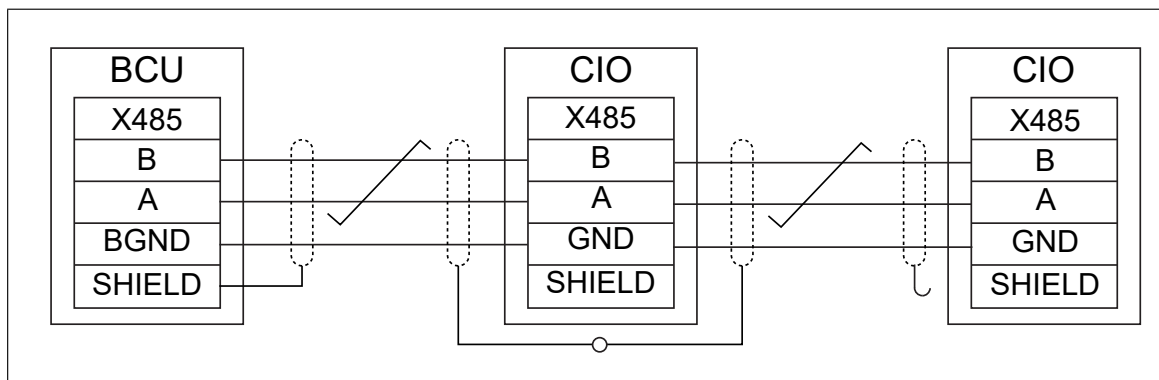 BCU
X485
B
A
BGND
SHIELD
CIO
X485
B
A
GND
SHIELD
CIO
X485
B
A
GND
SHIELD